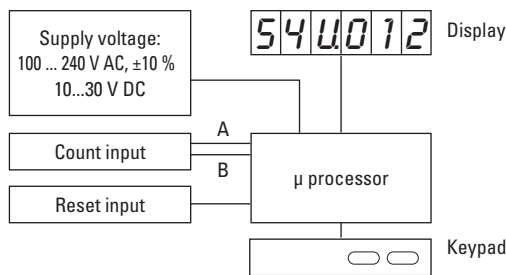 Supply voltage:
100 ... 240 V AC, ±10 %
10...30 V DC
54U.012
Display
A
Count input
B
µ processor
Reset input
Keypad